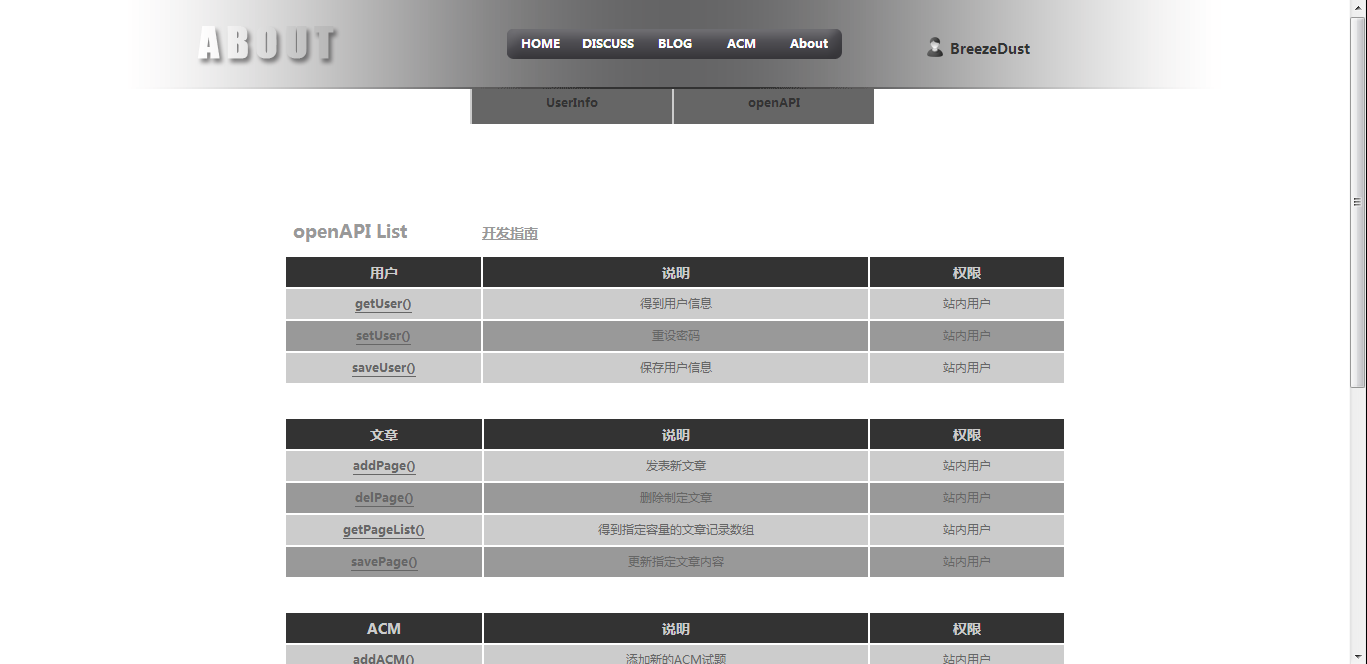 ABOUT
HOME DISCUSS BLOG ACM About
BreezeDust
UserInfo openAPI
openAPI List 开发指南
用户 说明 权限
getUser() 得到用户信息 站内用户
setUser() 重设密码 站内用户
saveUser() 保存用户信息 站内用户
文章 说明 权限
addPage() 发表新文章 站内用户
delPage() 删除制定文章 站内用户
getPageList() 得到指定容量的文章记录数组 站内用户
savePage() 更新指定文章内容 站内用户
ACM 说明 权限
addACM() 添加新的ACM试题 站内用户